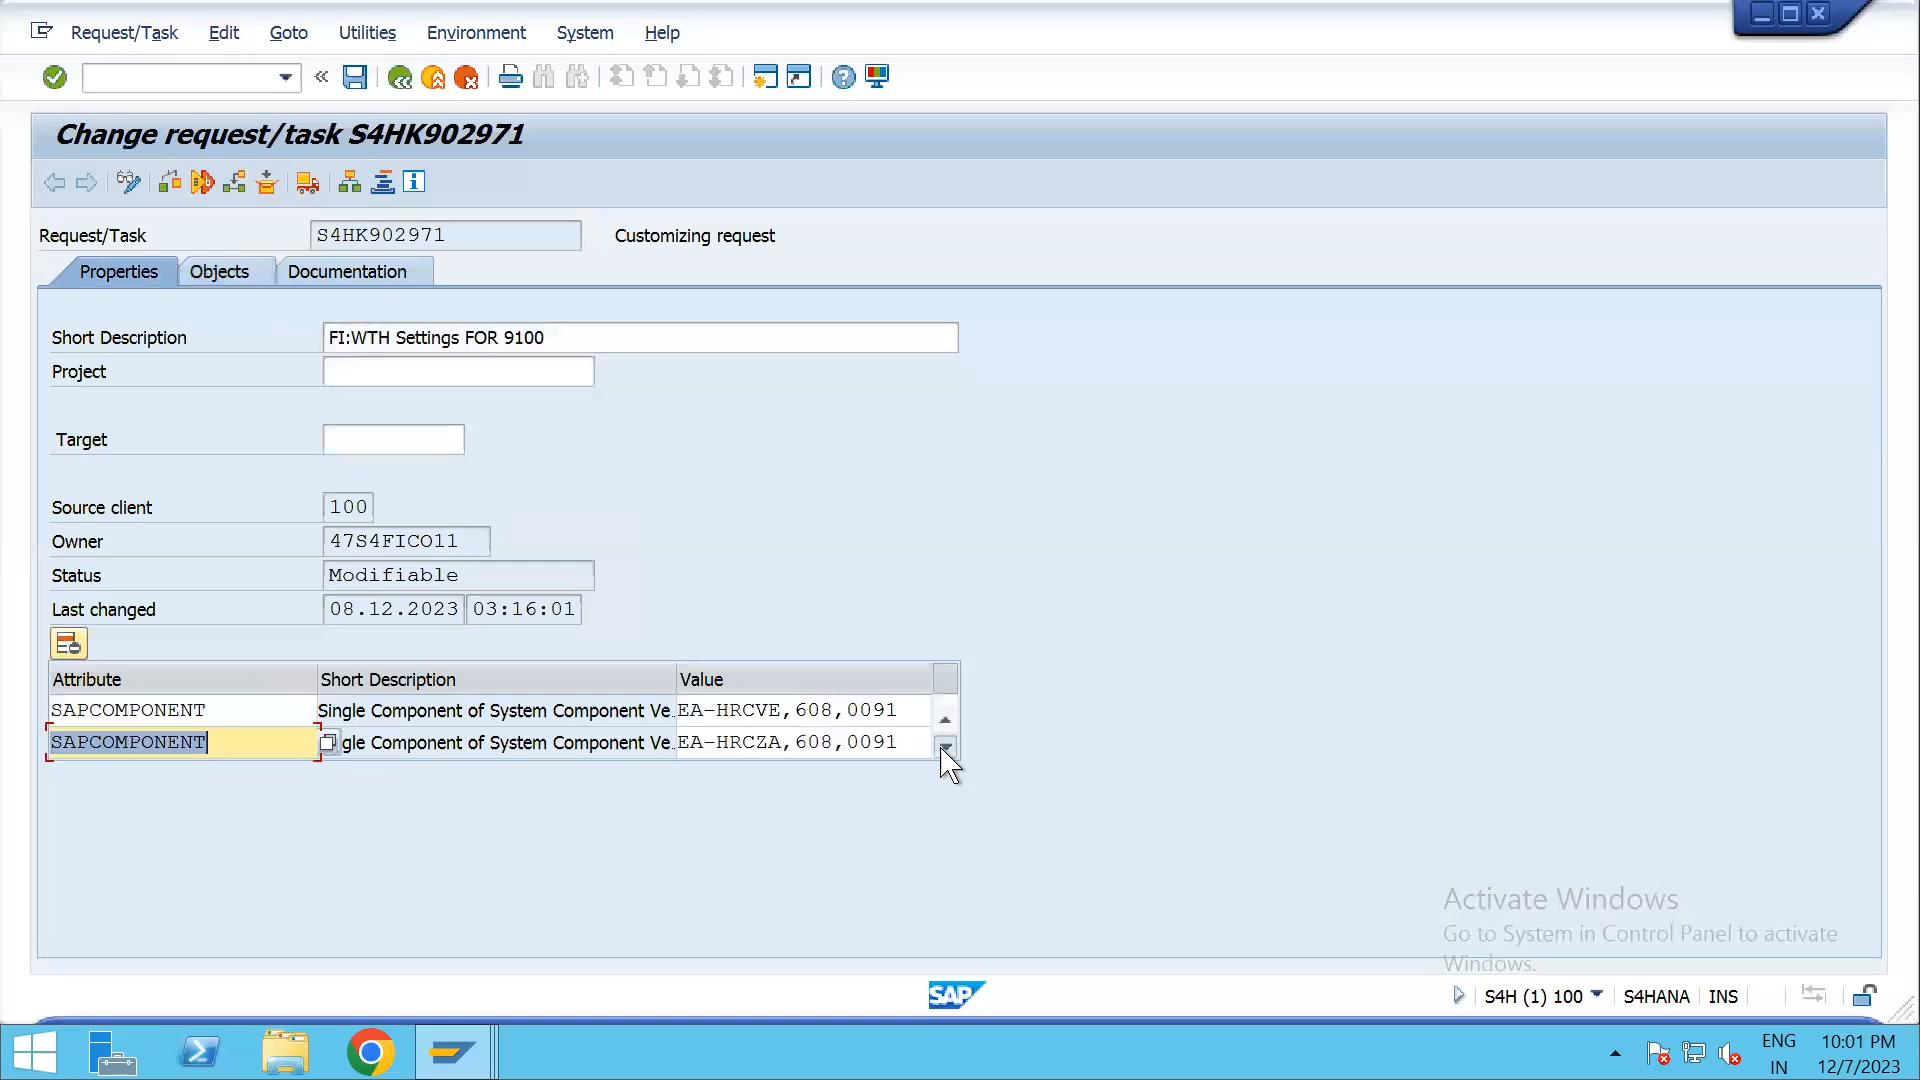 Request/Task Edit Goto Utilities Environment System Help
Change request/task S4HK902971
Request/Task S4HK902971 Customizing request
Properties Objects Documentation
Short Description FI:WTH Settings FOR 9100
Project
Target
Source client 100
Owner 47S4FICO11
Status Modifiable
Last changed 08.12.2023 03:16:01
Attribute Short Description Value
SAPCOMPONENT Single Component of System Component Ve.. EA-HRCVE,608,0091
SAPCOMPONENT gle Component of System Component Ve.. EA-HRCZA,608,0091
Activate Windows
Go to System in Control Panel to activate
Windows.
SAP S4H (1) 100 S4HANA INS
ENG 10:01 PM
IN 12/7/2023